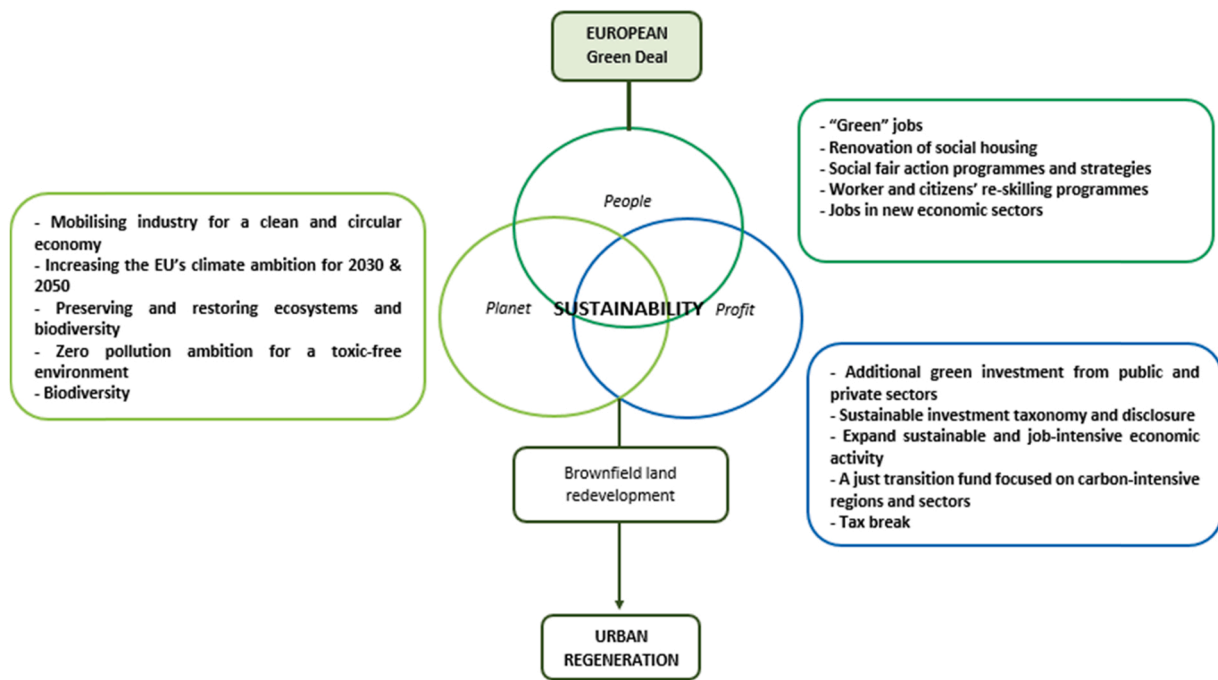 EUROPEAN
Green Deal
- “Green” jobs
- Renovation of social housing
- Social fair action programmes and strategies
- Worker and citizens’ re-skilling programmes
- Jobs in new economic sectors
People
- Mobilising industry for a clean and circular
economy
- Increasing the EU’s climate ambition for 2030 &
2050
- Preserving and restoring ecosystems and
biodiversity
- Zero pollution ambition for a toxic-free
environment
- Biodiversity
Planet
SUSTAINABILITY
Profit
- Additional green investment from public and
private sectors
- Sustainable investment taxonomy and disclosure
- Expand sustainable and job-intensive economic
activity
- A just transition fund focused on carbon-intensive
regions and sectors
- Tax break
Brownfield land
redevelopment
URBAN
REGENERATION